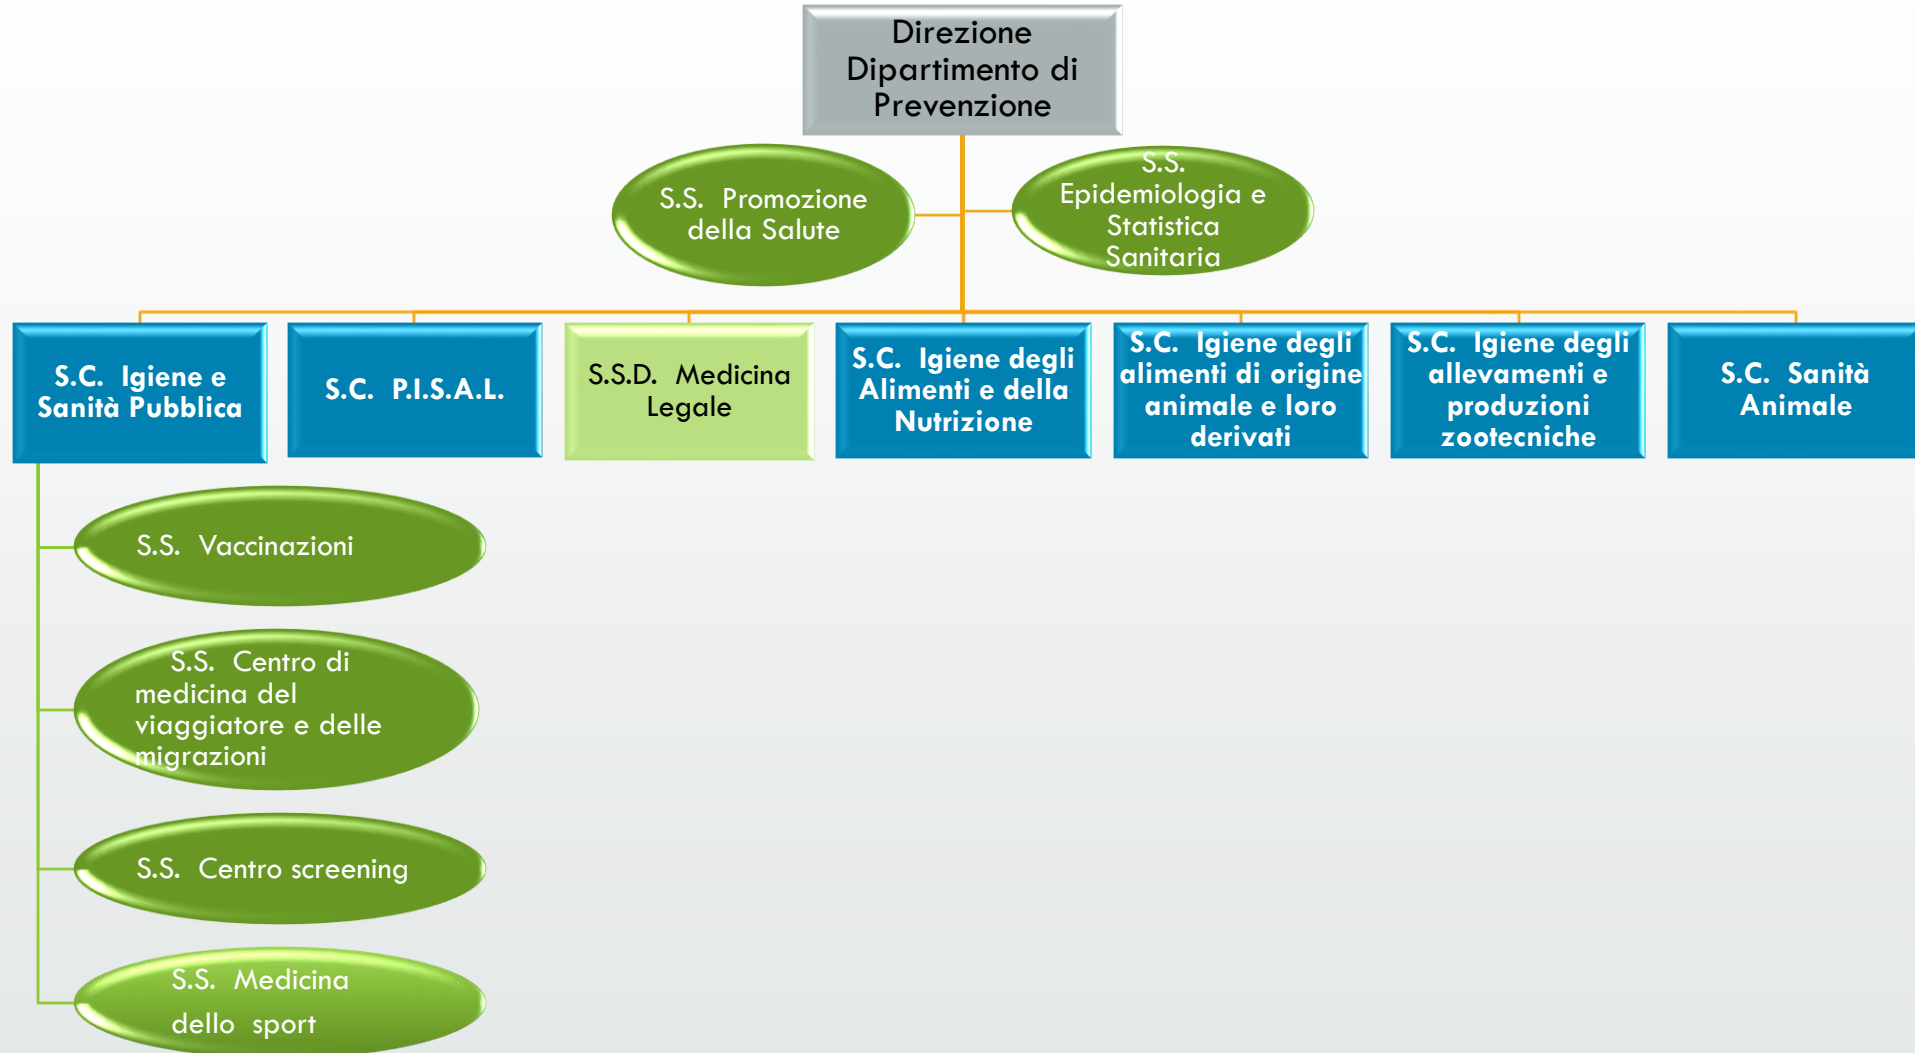 Direzione
Dipartimento di
Prevenzione
S.S. Promozione
della Salute
S.S.
Epidemiologia e
Statistica
Sanitaria
S.C. Igiene e
Sanità Pubblica
S.C. P.I.S.A.L.
S.S.D. Medicina
Legale
S.C. Igiene degli
Alimenti e della
Nutrizione
S.C. Igiene degli
alimenti di origine
animale e loro
derivati
S.C. Igiene degli
allevamenti e
produzioni
zootecniche
S.C. Sanità
Animale
S.S. Vaccinazioni
S.S. Centro di
medicina del
viaggiatore e delle
migrazioni
S.S. Centro screening
S.S. Medicina
dello sport